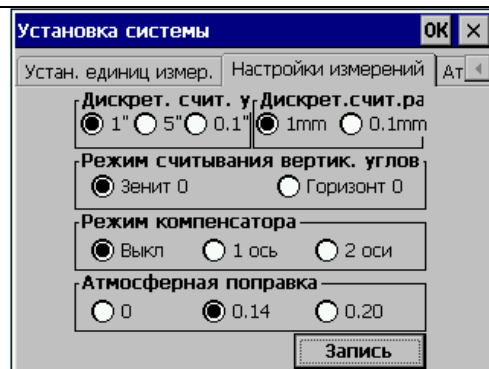 Установка системы OK ×
Устан. единиц измер. Настройки измерений Ат
Дискрет. счит. у Дискрет.счит.ра
1" 5" 0.1" 1mm 0.1mm
Режим считывания вертик. углов
Зенит 0 Горизонт 0
Режим компенсатора
Выкл 1 ось 2 оси
Атмосферная поправка
0 0.14 0.20
Запись